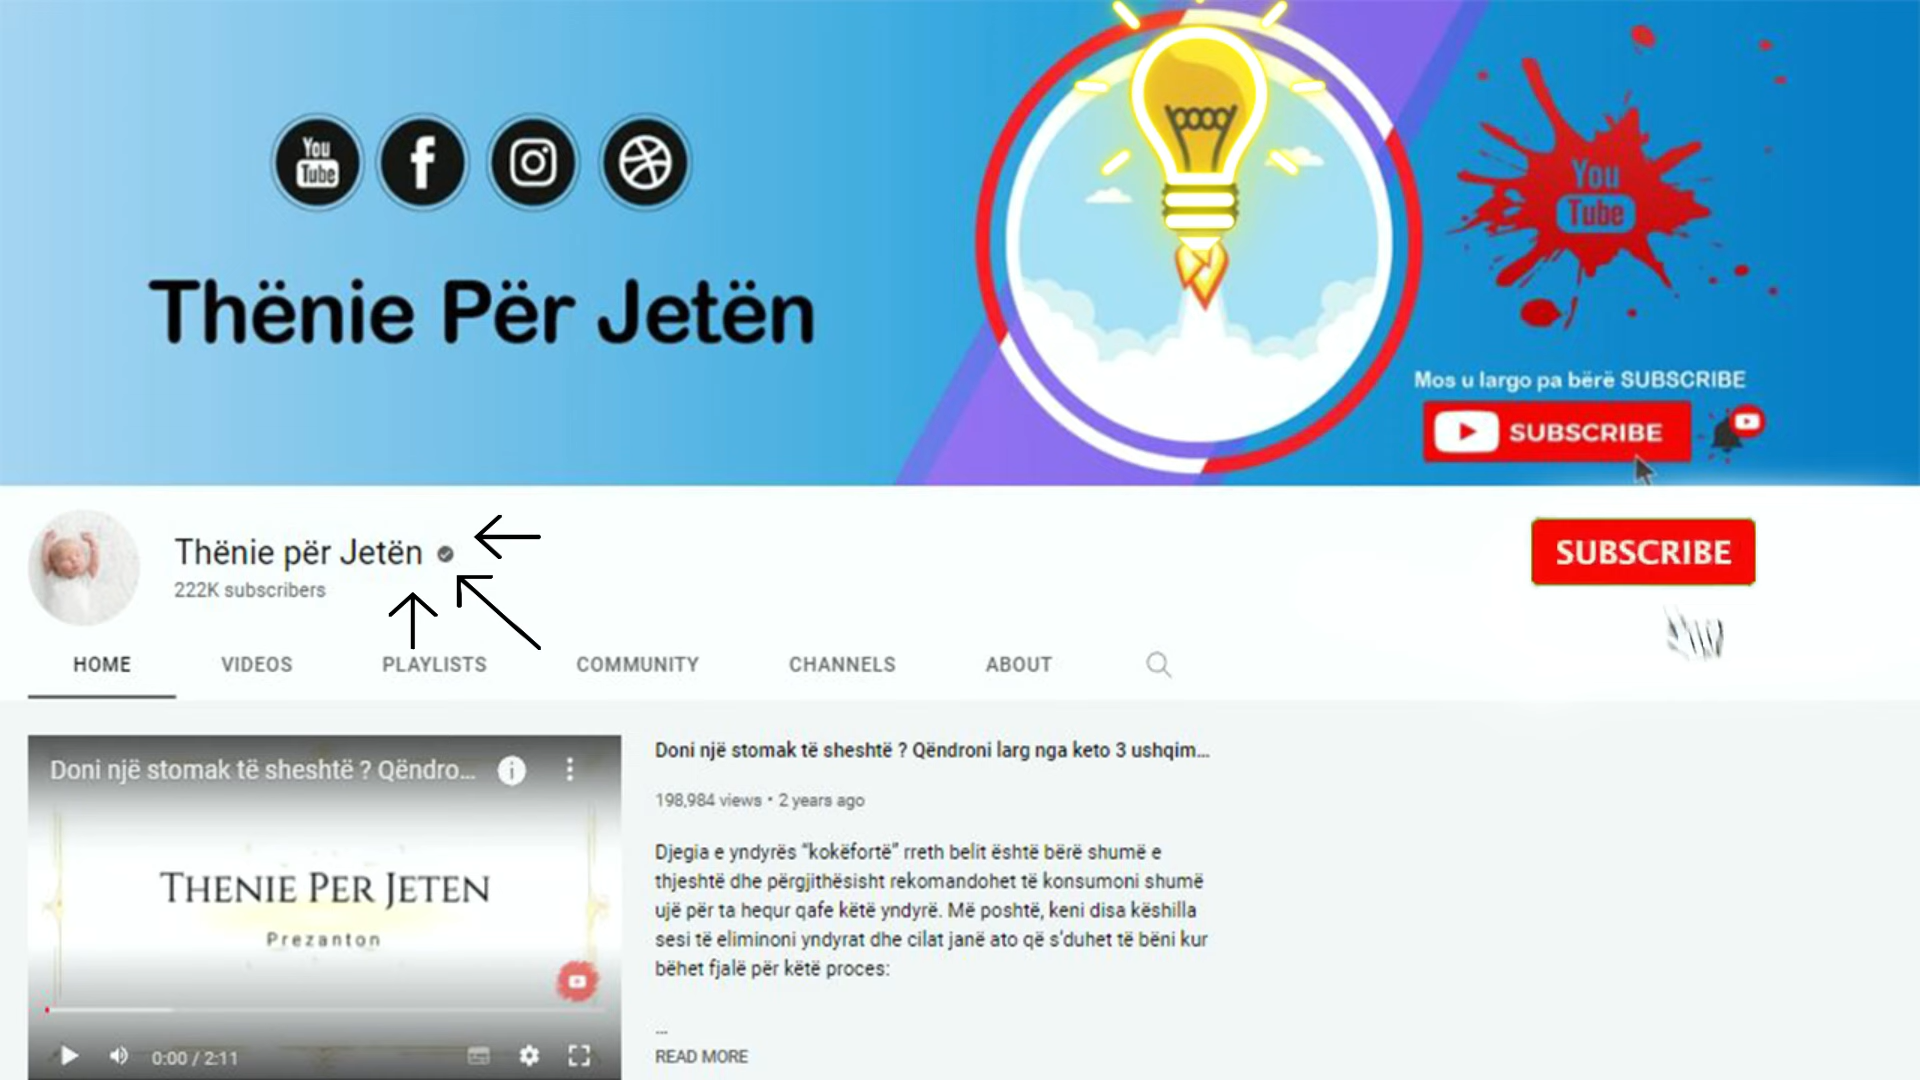 You
Tube
Thënie Për Jetën
You
Tube
Mos u largo pa bërë SUBSCRIBE
SUBSCRIBE
Thënie për Jetën
222K subscribers
SUBSCRIBE
HOME VIDEOS PLAYLISTS COMMUNITY CHANNELS ABOUT
Doni një stomak të sheshtë ? Qëndro...
THENIE PER JETEN
Prezanton
0:00 / 2:11
Doni një stomak të sheshtë ? Qëndroni larg nga keto 3 ushqim...
198,984 views • 2 years ago
Djegia e yndyrës “kokëfortë” rreth belit është bërë shumë e
thjeshtë dhe përgjithësisht rekomandohet të konsumoni shumë
ujë për ta hequr qafe këtë yndyrë. Më poshtë, keni disa këshilla
sesi të eliminoni yndyrat dhe cilat janë ato që s'duhet të bëni kur
bëhet fjalë për këtë proces:
...
READ MORE